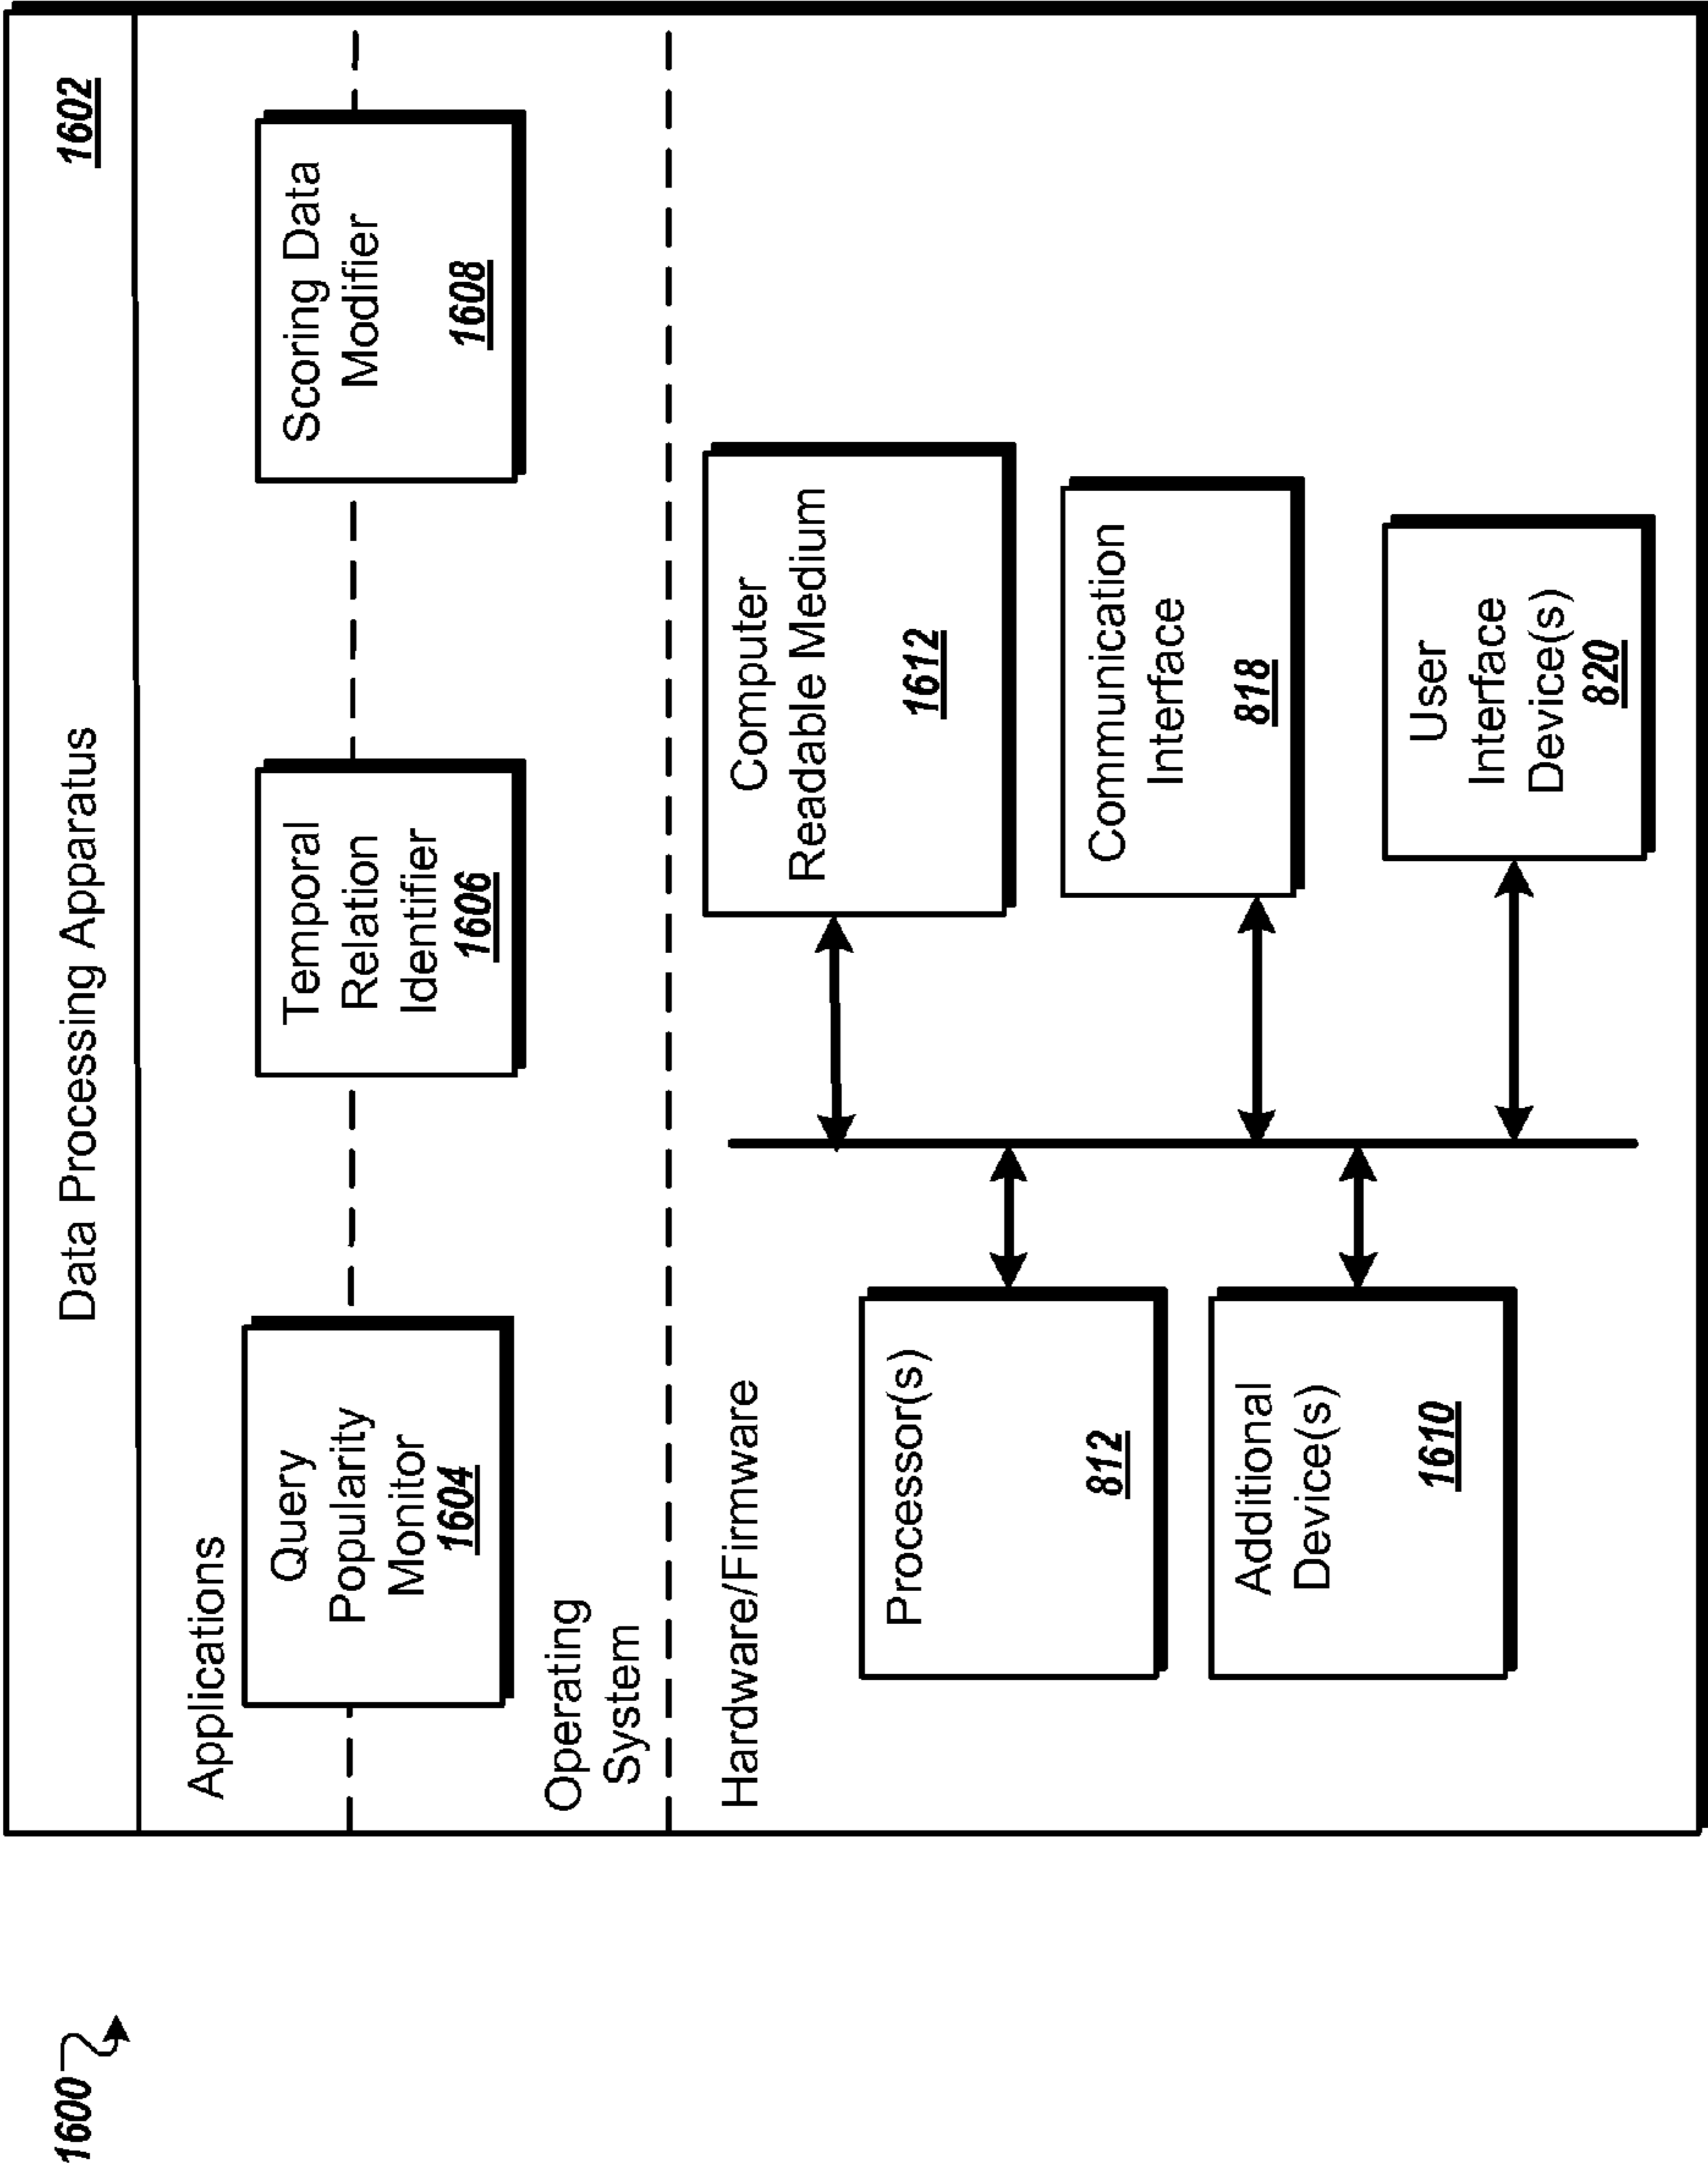 1600
Data Processing Apparatus
1602
Applications
Query
Popularity
Monitor
1604
Temporal
Relation
Identifier
1606
Scoring Data
Modifier
1608
Operating
System
Hardware/Firmware
Processor(s)
812
Additional
Device(s)
1610
Computer
Readable Medium
1612
Communication
Interface
818
User
Interface
Device(s)
820